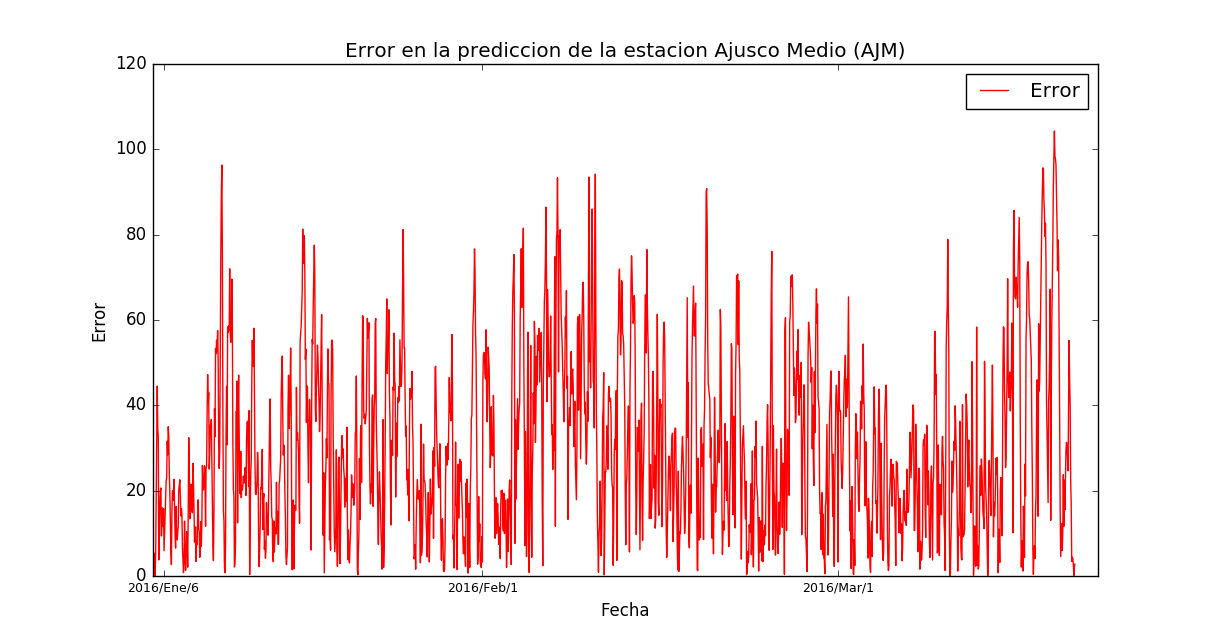 Error en la prediccion de la estacion Ajusco Medio (AJM)
120
Error
100
80
60
40
20
0
Error
2016/Ene/6
2016/Feb/1
2016/Mar/1
Fecha